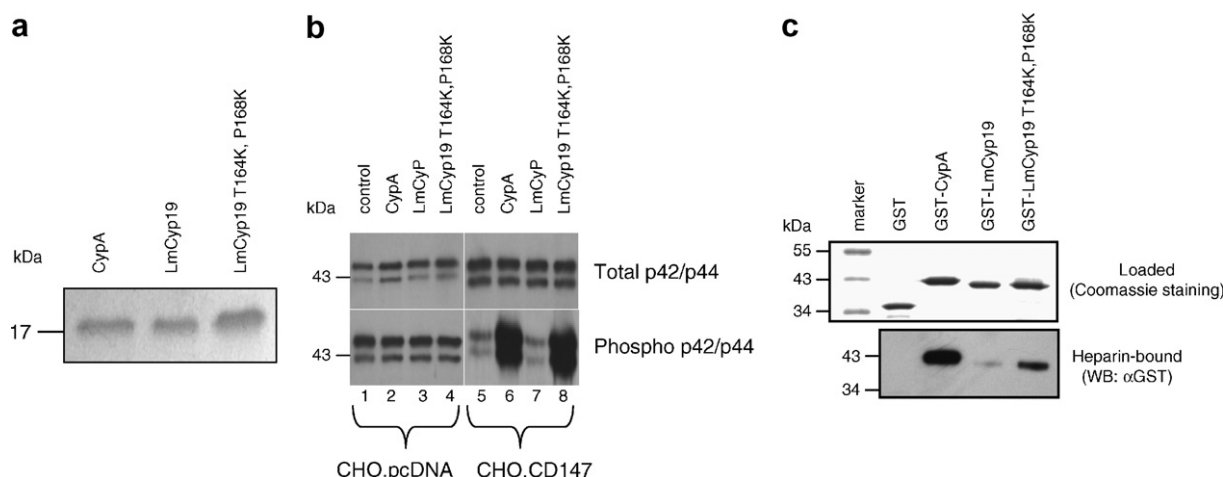 a
kDa
CypA
LmCyp19
LmCyp19 T164K, P168K
17
b
kDa
control
CypA
LmCyP
LmCyp19 T164K,P168K
control
CypA
LmCyP
LmCyp19 T164K,P168K
43
Total p42/p44
43
Phospho p42/p44
1 2 3 4 5 6 7 8
CHO.pcDNA CHO.CD147
c
kDa
marker
GST
GST-CypA
GST-LmCyp19
GST-LmCyp19 T164K,P168K
55
43
34
Loaded
(Coomassie staining)
43
34
Heparin-bound
(WB: αGST)